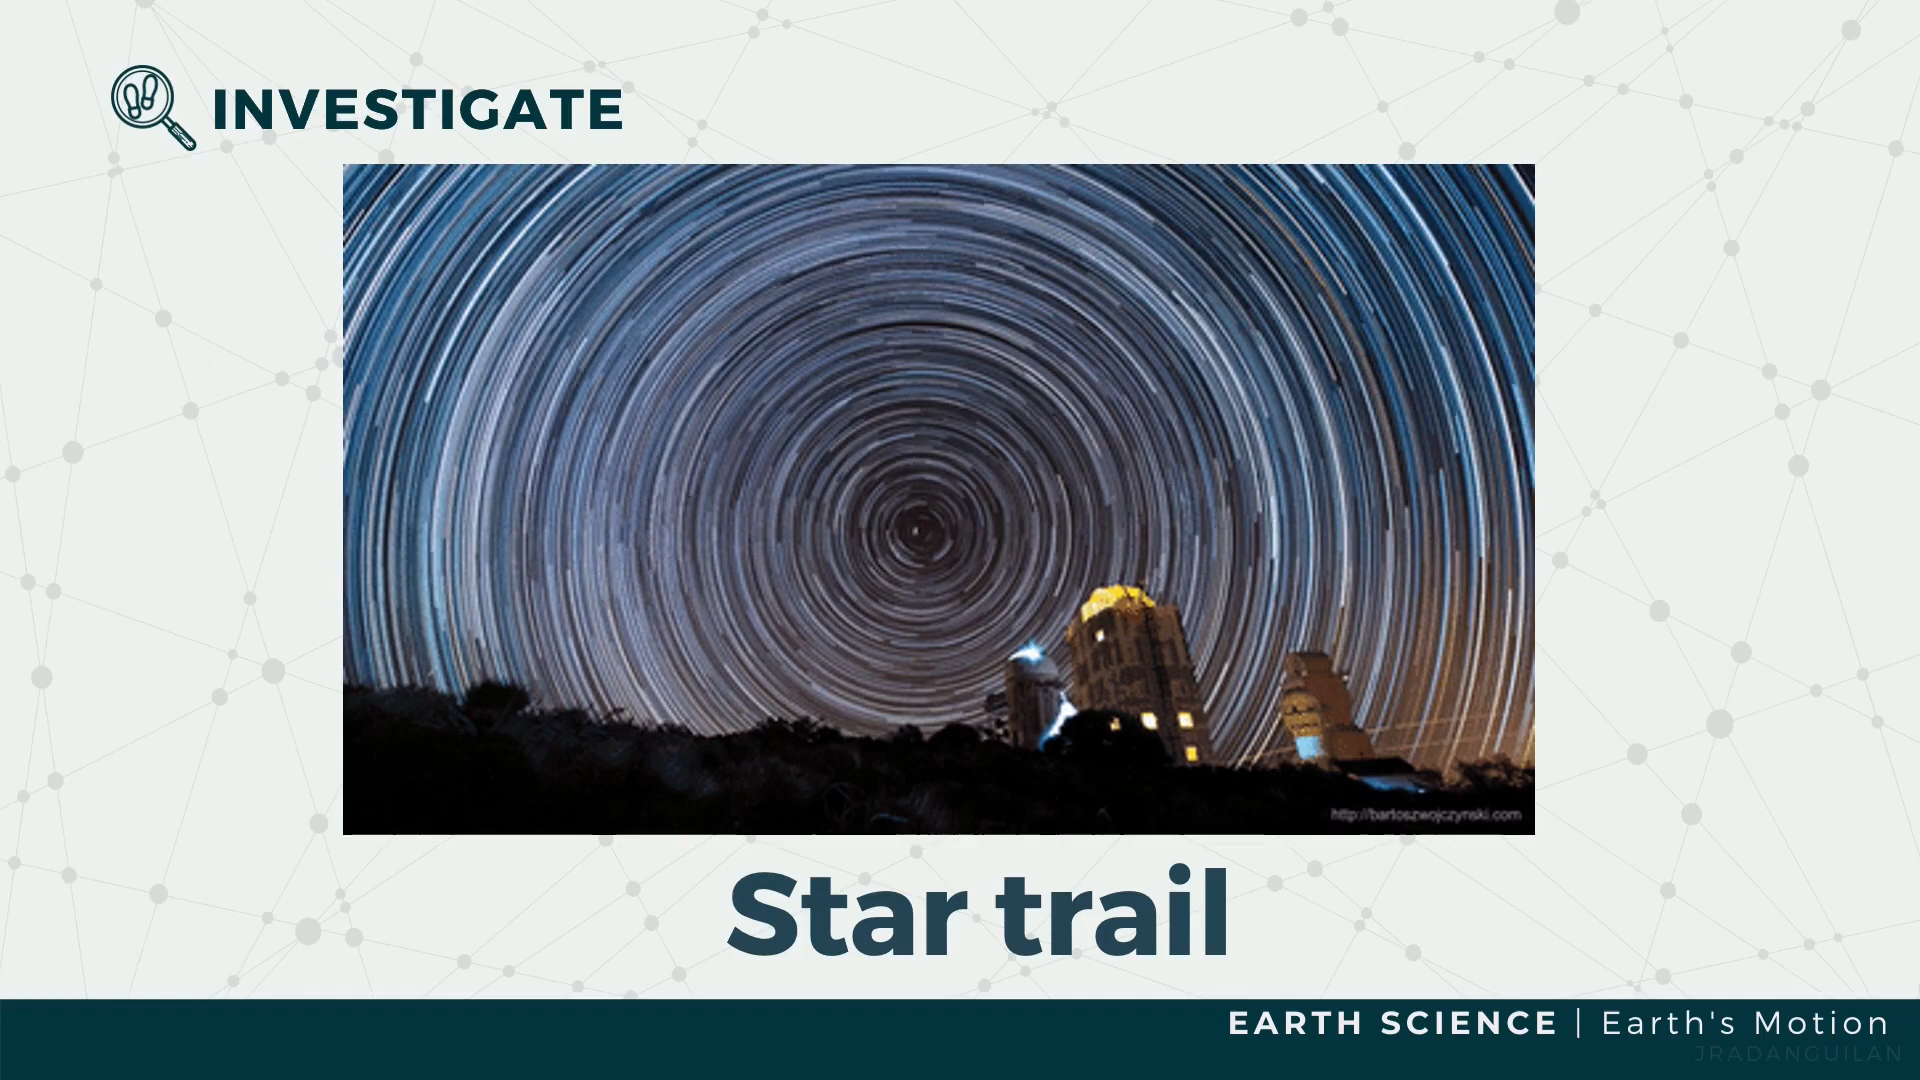 INVESTIGATE
http://bartoszwojczynski.com
Star trail
EARTH SCIENCE | Earth's Motion
JRADANGUILAN